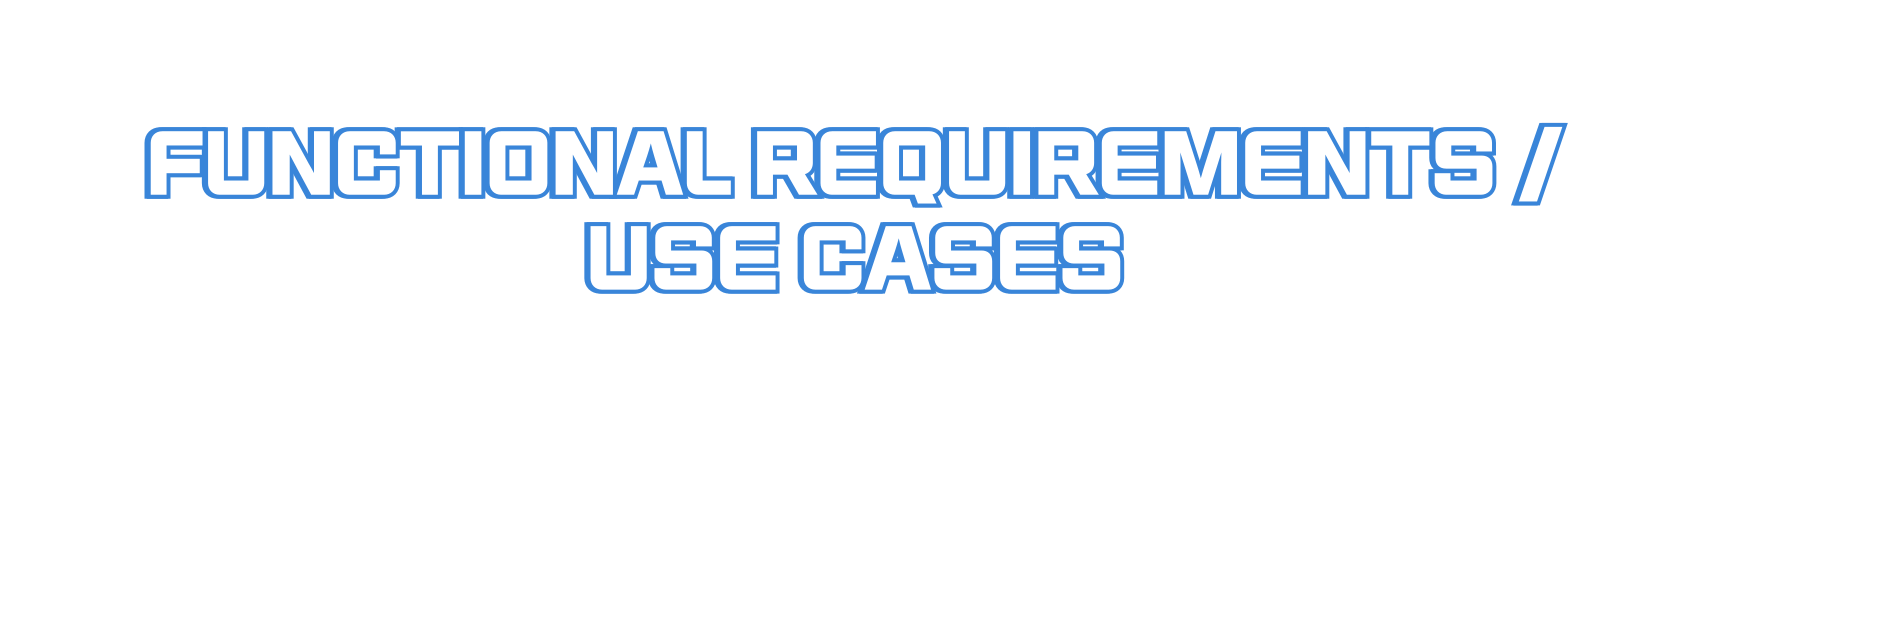 FUNCTIONAL REQUIREMENTS /
USE CASES